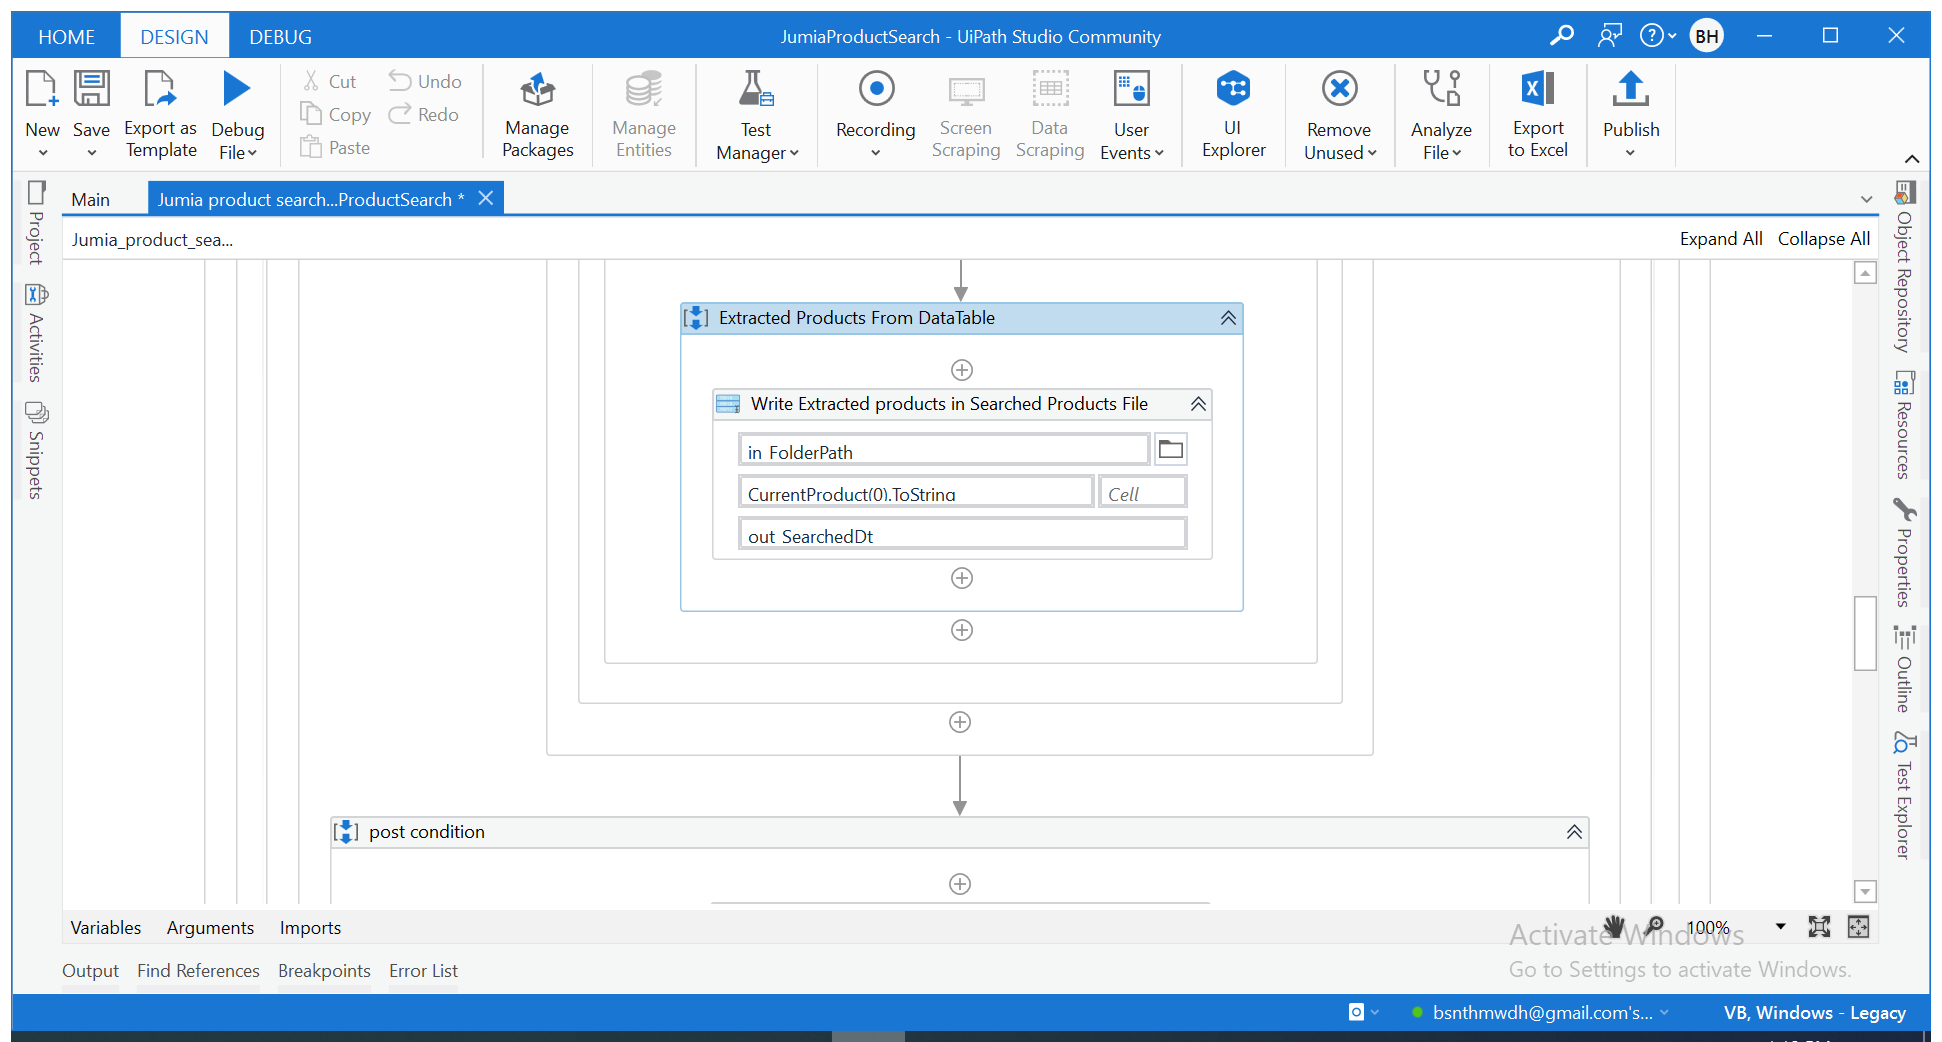 HOME DESIGN DEBUG JumiaProductSearch - UiPath Studio Community BH
New Save Export as Template Debug File Cut Copy Paste Undo Redo Manage Packages Manage Entities Test Manager Recording Screen Scraping Data Scraping User Events UI Explorer Remove Unused Analyze File Export to Excel Publish
Main Jumia product search...ProductSearch *
Jumia_product_sea... Expand All Collapse All
Project
Activities
Snippets
Extracted Products From DataTable
Write Extracted products in Searched Products File
in_FolderPath
CurrentProduct(0).ToString Cell
out_SearchedDt
post condition
Object Repository
Resources
Properties
Outline
Test Explorer
Variables Arguments Imports 100%
Activate Windows
Go to Settings to activate Windows.
Output Find References Breakpoints Error List
bsnthmwdh@gmail.com's... VB, Windows - Legacy